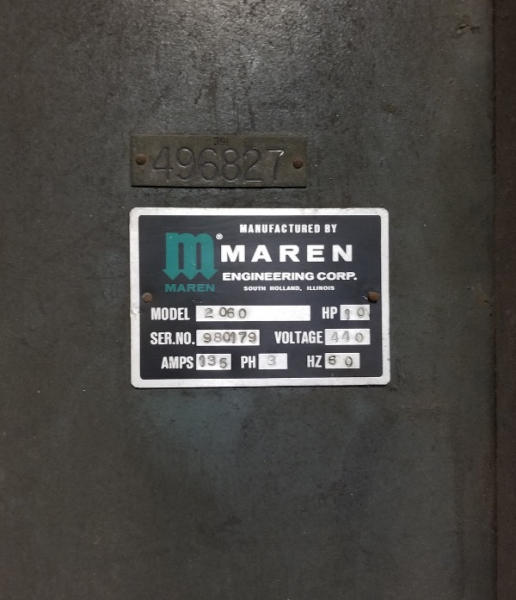 496827
MANUFACTURED BY
m® MAREN
MAREN
ENGINEERING CORP.
SOUTH HOLLAND, ILLINOIS
MODEL 2060 HP 10
SER.NO. 980179 VOLTAGE 440
AMPS 135 PH 3 HZ 60